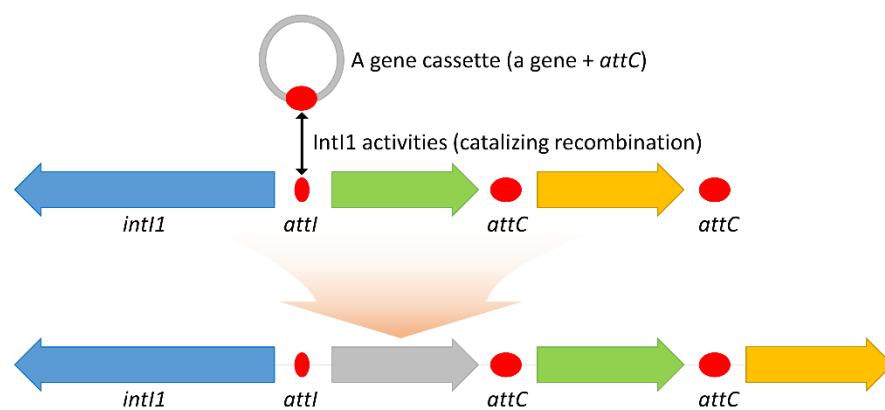 A gene cassette (a gene + attC)
IntI1 activities (catalizing recombination)
intI1 attI attC attC
intI1 attI attC attC